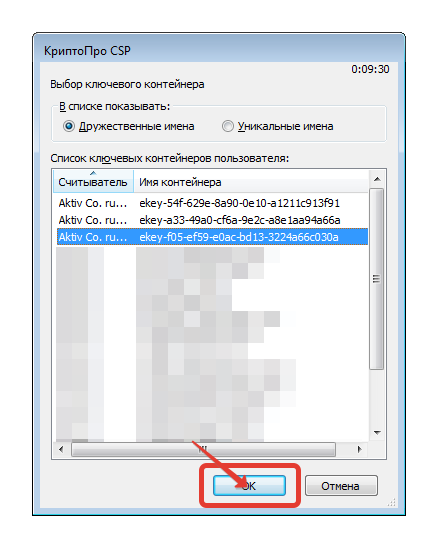 КриптоПро CSP
0:09:30
Выбор ключевого контейнера
В списке показывать:
Дружественные имена Уникальные имена
Список ключевых контейнеров пользователя:
Считыватель Имя контейнера
Aktiv Co. ru... ekey-54f-629e-8a90-0e10-a1211c913f91
Aktiv Co. ru... ekey-a33-49a0-cf6a-9e2c-a8e1aa94a66a
Aktiv Co. ru... ekey-f05-ef59-e0ac-bd13-3224a66c030a
OK Отмена